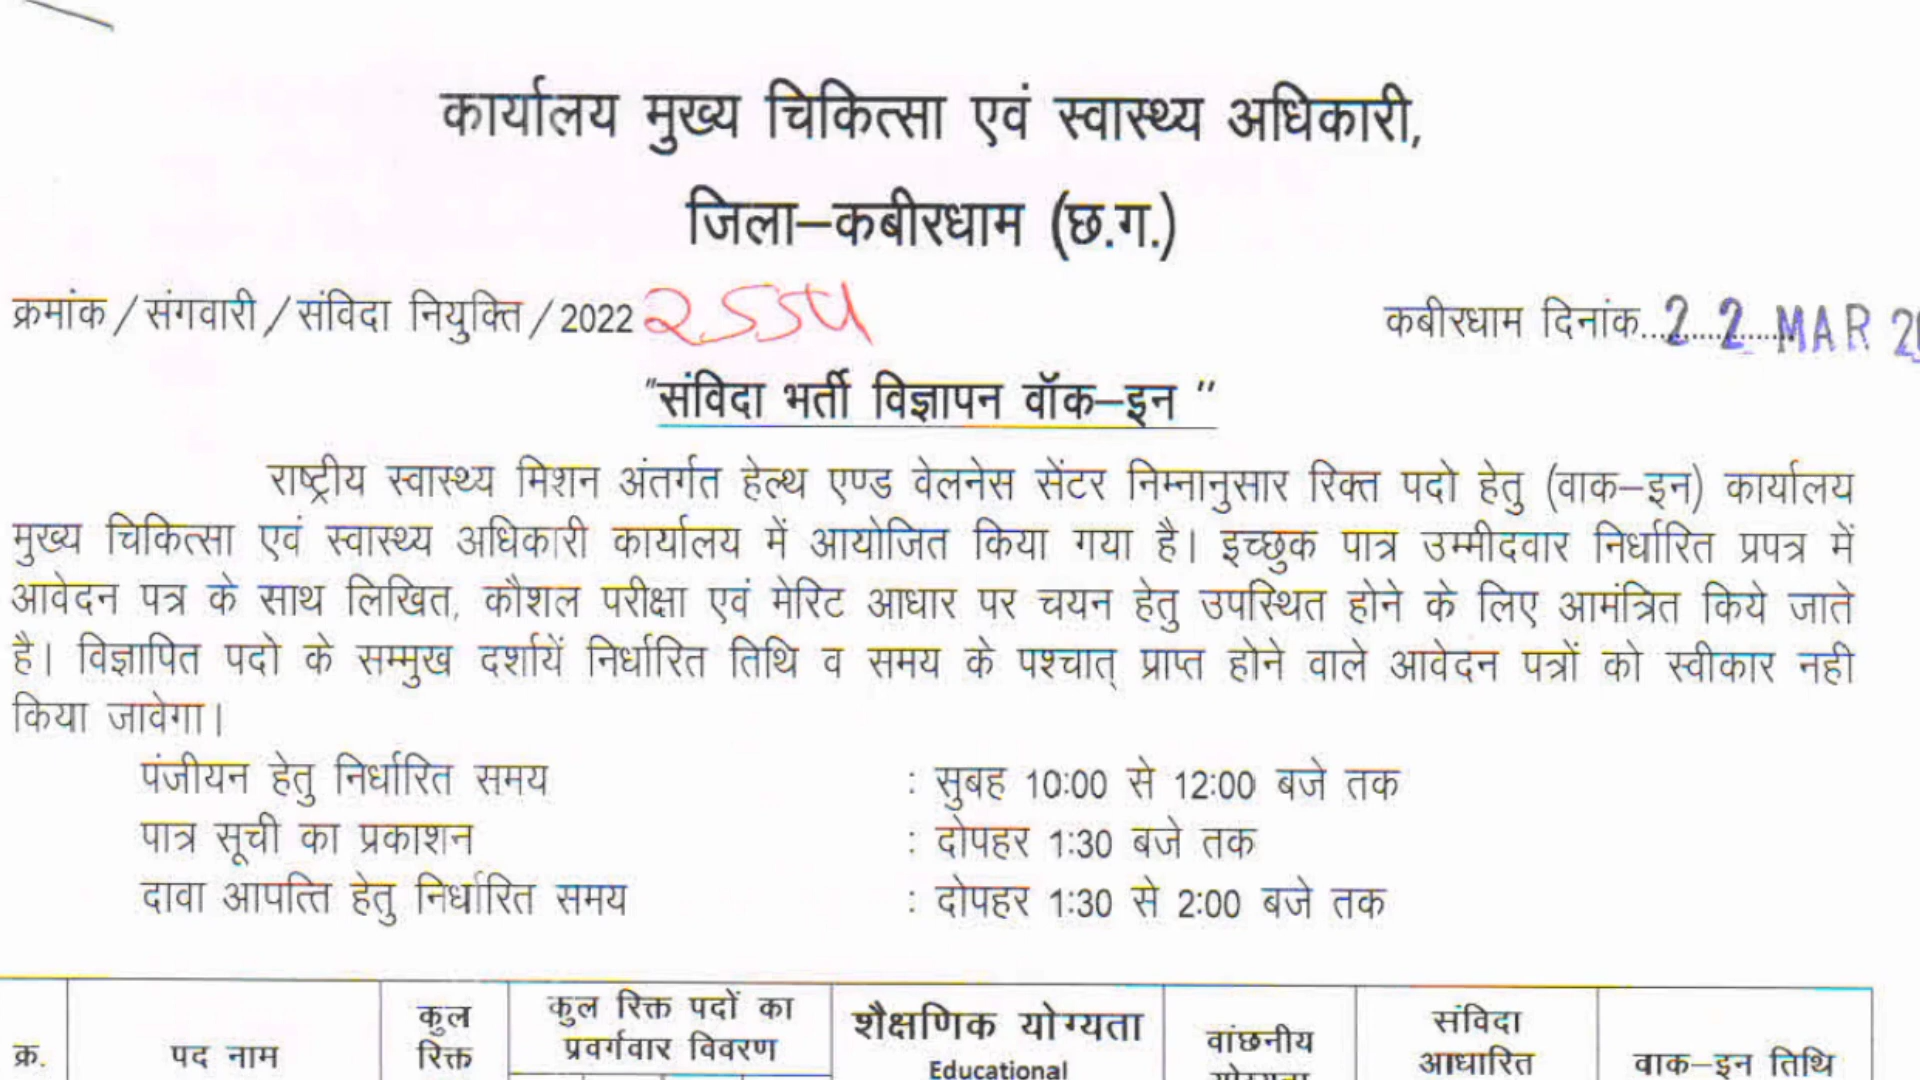 कार्यालय मुख्य चिकित्सा एवं स्वास्थ्य अधिकारी,
जिला–कबीरधाम (छ.ग.)
क्रमांक/संगवारी/संविदा नियुक्ति/2022 कबीरधाम दिनांक.. 22 MAR
"संविदा भर्ती विज्ञापन वॉक–इन "
राष्ट्रीय स्वास्थ्य मिशन अंतर्गत हेल्थ एण्ड वेलनेस सेंटर निम्नानुसार रिक्त पदो हेतु (वाक–इन) कार्यालय
मुख्य चिकित्सा एवं स्वास्थ्य अधिकारी कार्यालय में आयोजित किया गया है। इच्छुक पात्र उम्मीदवार निर्धारित प्रपत्र में
आवेदन पत्र के साथ लिखित, कौशल परीक्षा एवं मेरिट आधार पर चयन हेतु उपस्थित होने के लिए आमंत्रित किये जाते
है। विज्ञापित पदो के सम्मुख दर्शायें निर्धारित तिथि व समय के पश्चात् प्राप्त होने वाले आवेदन पत्रों को स्वीकार नही
किया जावेगा।
पंजीयन हेतु निर्धारित समय : सुबह 10:00 से 12:00 बजे तक
पात्र सूची का प्रकाशन : दोपहर 1:30 बजे तक
दावा आपत्ति हेतु निर्धारित समय : दोपहर 1:30 से 2:00 बजे तक
क्र.
पद नाम
कुल
रिक्त
कुल रिक्त पदों का
प्रवर्गवार विवरण
शैक्षणिक योग्यता
Educational
वांछनीय
संविदा
आधारित
वाक–इन तिथि